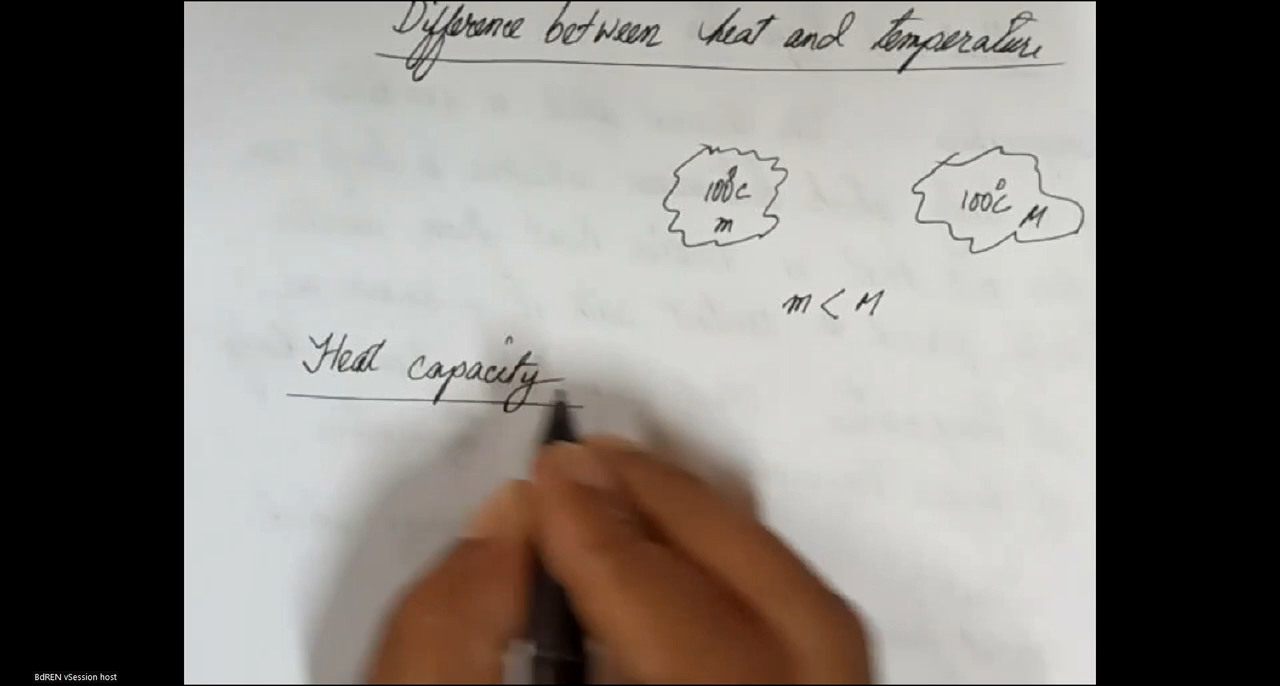 Difference between heat and temperature
100°C
100°C
m
M
m < M
Heat capacity
BdREN vSession host